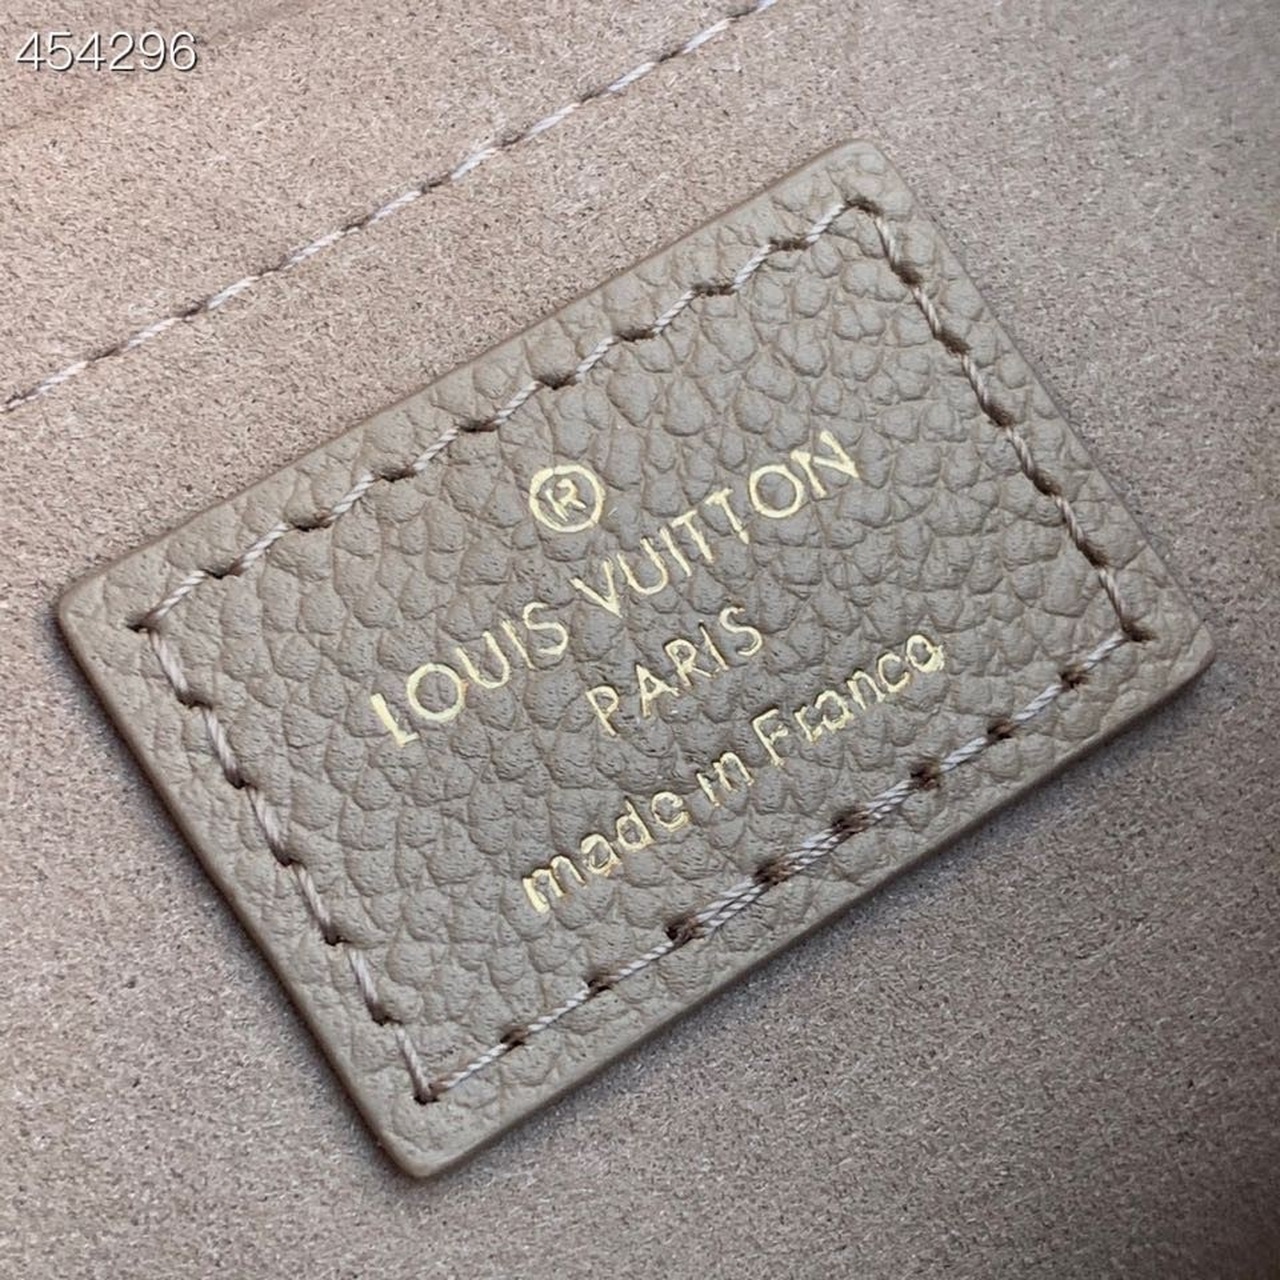 454296
®
LOUIS VUITTON
PARIS
made in France